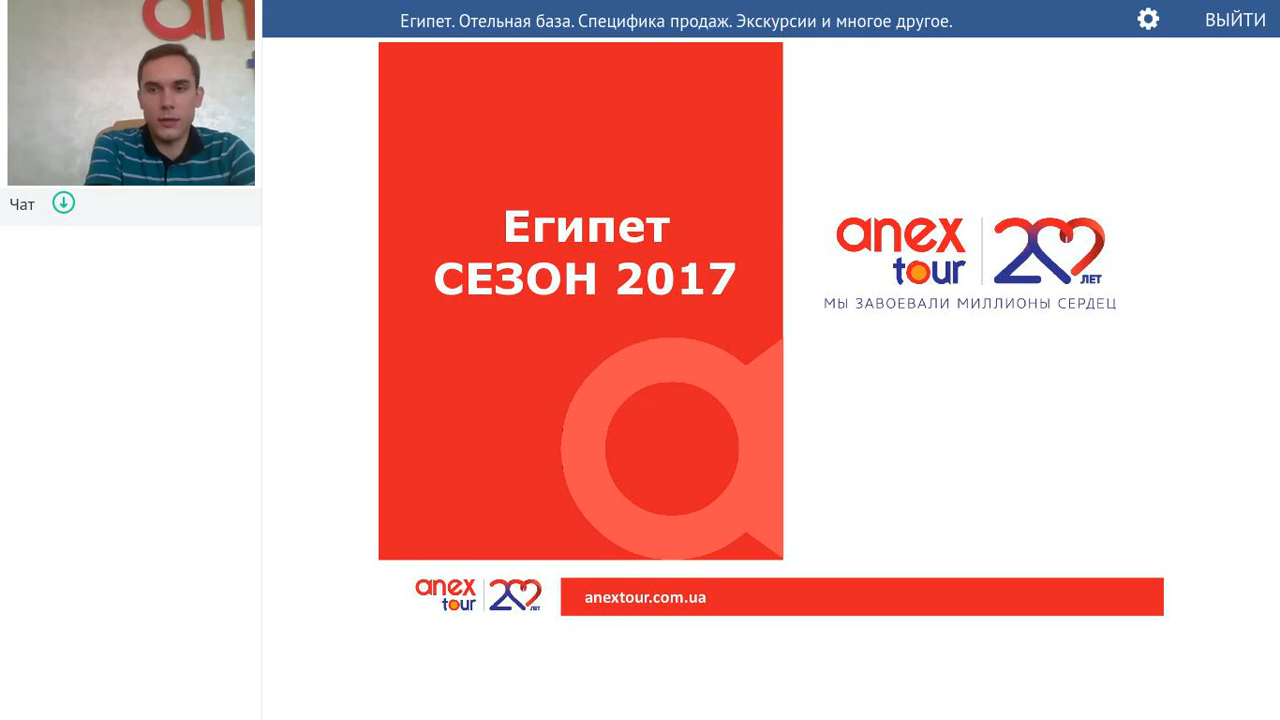 Египет. Отельная база. Специфика продаж. Экскурсии и многое другое.
ВЫЙТИ
an
Чат
Египет
СЕЗОН 2017
anex
tour
20 ЛЕТ
МЫ ЗАВОЕВАЛИ МИЛЛИОНЫ СЕРДЕЦ
anex
tour
20 ЛЕТ
anextour.com.ua